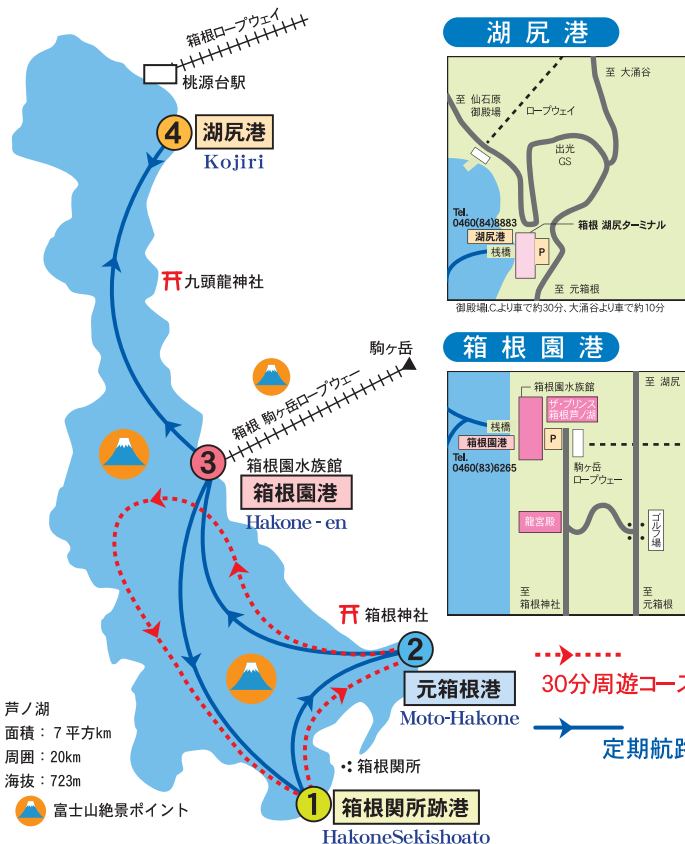 箱根ロープウェイ
桃源台駅
4
湖尻港
Kojiri
九頭龍神社
駒ヶ岳
箱根 駒ヶ岳ロープウェー
3
箱根園水族館
箱根園港
Hakone - en
箱根神社
2
元箱根港
Moto-Hakone
箱根関所
1
箱根関所跡港
HakoneSekishoato
芦ノ湖
面積：7平方km
周囲：20km
海抜：723m
富士山絶景ポイント
湖尻港
至 大涌谷
至 仙石原
御殿場
ロープウェイ
出光
GS
Tel.
0460(84)8883
湖尻港
桟橋
箱根 湖尻ターミナル
P
至 元箱根
御殿場I.C.より車で約30分、大涌谷より車で約10分
箱根園港
箱根園水族館
至 湖尻
ザ・プリンス
箱根芦ノ湖
桟橋
箱根園港
P
Tel.
0460(83)6265
駒ヶ岳
ロープウェー
龍宮殿
ゴルフ場
至
箱根神社
至
元箱根
30分周遊コース
定期航路